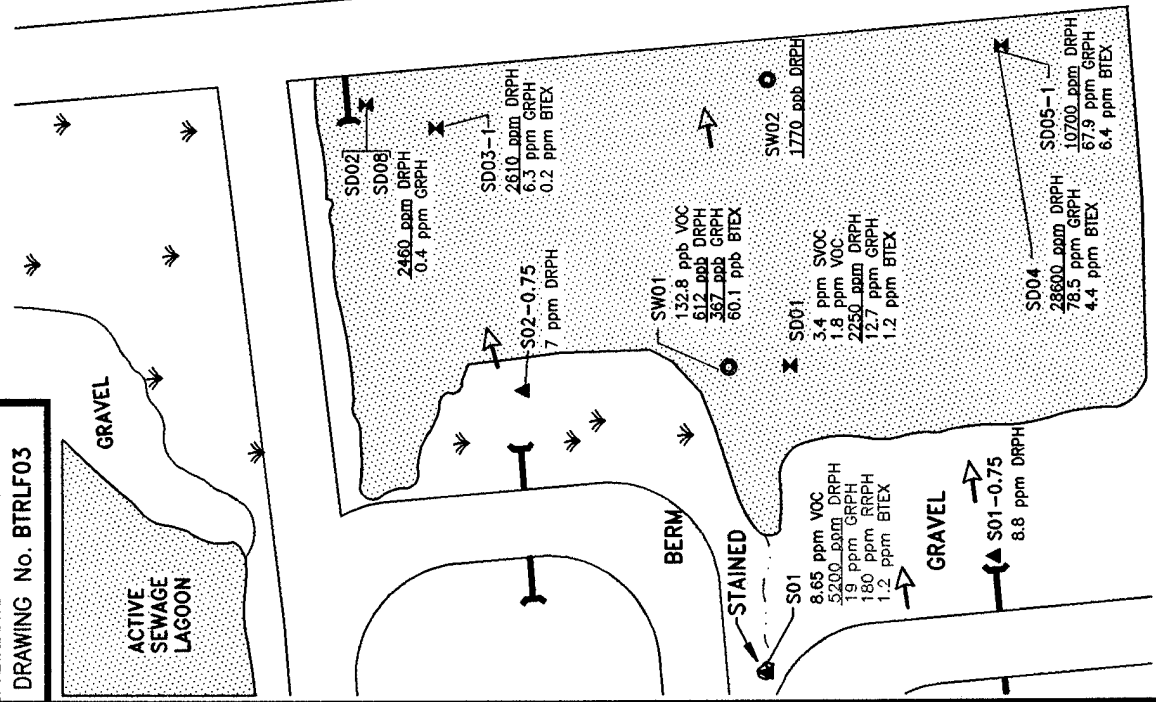 DRAWING No. BTRLF03
GRAVEL
ACTIVE
SEWAGE
LAGOON
SD02
SD08
2460 ppm DRPH
0.4 ppm GRPH
SD03-1
2610 ppm DRPH
6.3 ppm GRPH
0.2 ppm BTEX
S02-0.75
7 ppm DRPH
SW01
132.8 ppb VOC
612 ppb DRPH
367 ppb GRPH
60.1 ppb BTEX
SW02
1770 ppb DRPH
SD01
3.4 ppm SVOC
1.8 ppm VOC
2250 ppm DRPH
12.7 ppm GRPH
1.2 ppm BTEX
BERM
STAINED
S01
8.65 ppm VOC
5200 ppm DRPH
19 ppm GRPH
180 ppm RRPH
1.2 ppm BTEX
GRAVEL
S01-0.75
8.8 ppm DRPH
SD04
28600 ppm DRPH
78.5 ppm GRPH
4.4 ppm BTEX
SD05-1
10700 ppm DRPH
67.9 ppm GRPH
6.4 ppm BTEX